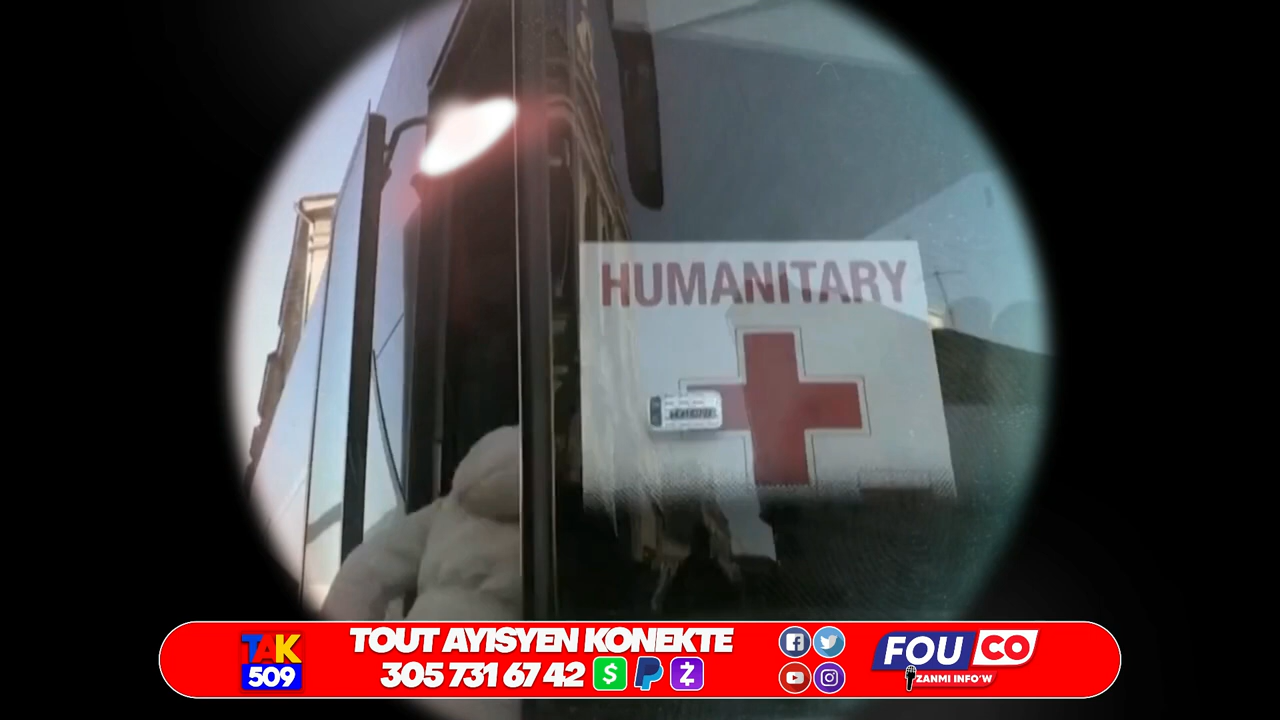 HUMANITARY
TAK
509
TOUT AYISYEN KONEKTE
305 731 67 42
FOU CO
ZANMI INFO'W